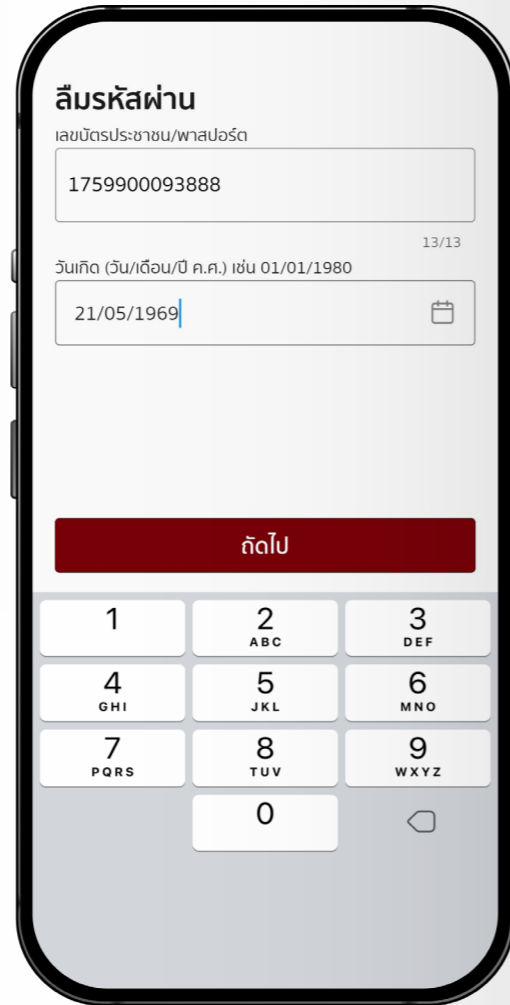 ลืมรหัสผ่าน
เลขบัตรประชาชน/พาสปอร์ต
1759900093888
13/13
วันเกิด (วัน/เดือน/ปี ค.ศ.) เช่น 01/01/1980
21/05/1969
ถัดไป
1 2 3
ABC DEF
4 5 6
GHI JKL MNO
7 8 9
PQRS TUV WXYZ
0